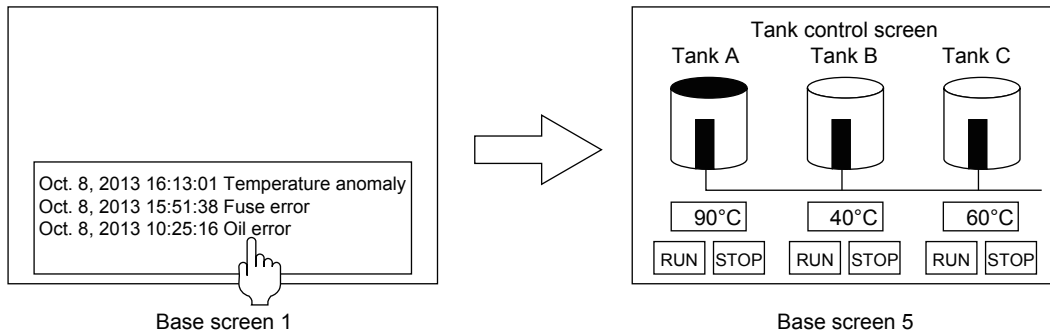 Oct. 8, 2013 16:13:01 Temperature anomaly
Oct. 8, 2013 15:51:38 Fuse error
Oct. 8, 2013 10:25:16 Oil error
Base screen 1
Tank control screen
Tank A Tank B Tank C
90°C 40°C 60°C
RUN STOP RUN STOP RUN STOP
Base screen 5